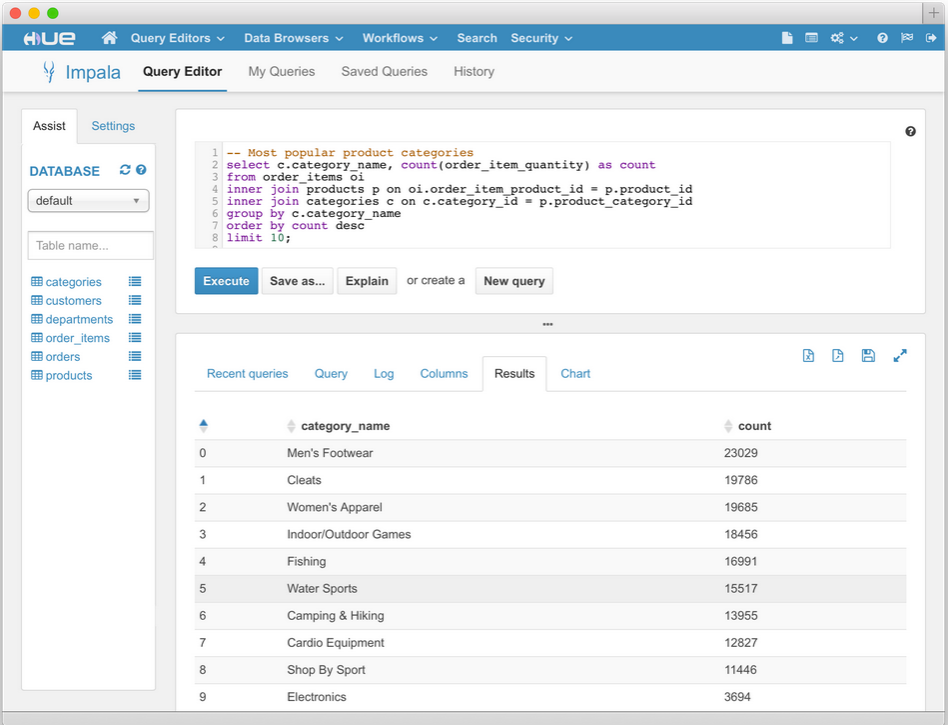 HUE Query Editors Data Browsers Workflows Search Security
Impala Query Editor My Queries Saved Queries History
Assist Settings
DATABASE
default
Table name...
categories
customers
departments
order_items
orders
products
1 -- Most popular product categories
2 select c.category_name, count(order_item_quantity) as count
3 from order_items oi
4 inner join products p on oi.order_item_product_id = p.product_id
5 inner join categories c on c.category_id = p.product_category_id
6 group by c.category_name
7 order by count desc
8 limit 10;
Execute Save as... Explain or create a New query
Recent queries Query Log Columns Results Chart
category_name count
0 Men's Footwear 23029
1 Cleats 19786
2 Women's Apparel 19685
3 Indoor/Outdoor Games 18456
4 Fishing 16991
5 Water Sports 15517
6 Camping & Hiking 13955
7 Cardio Equipment 12827
8 Shop By Sport 11446
9 Electronics 3694